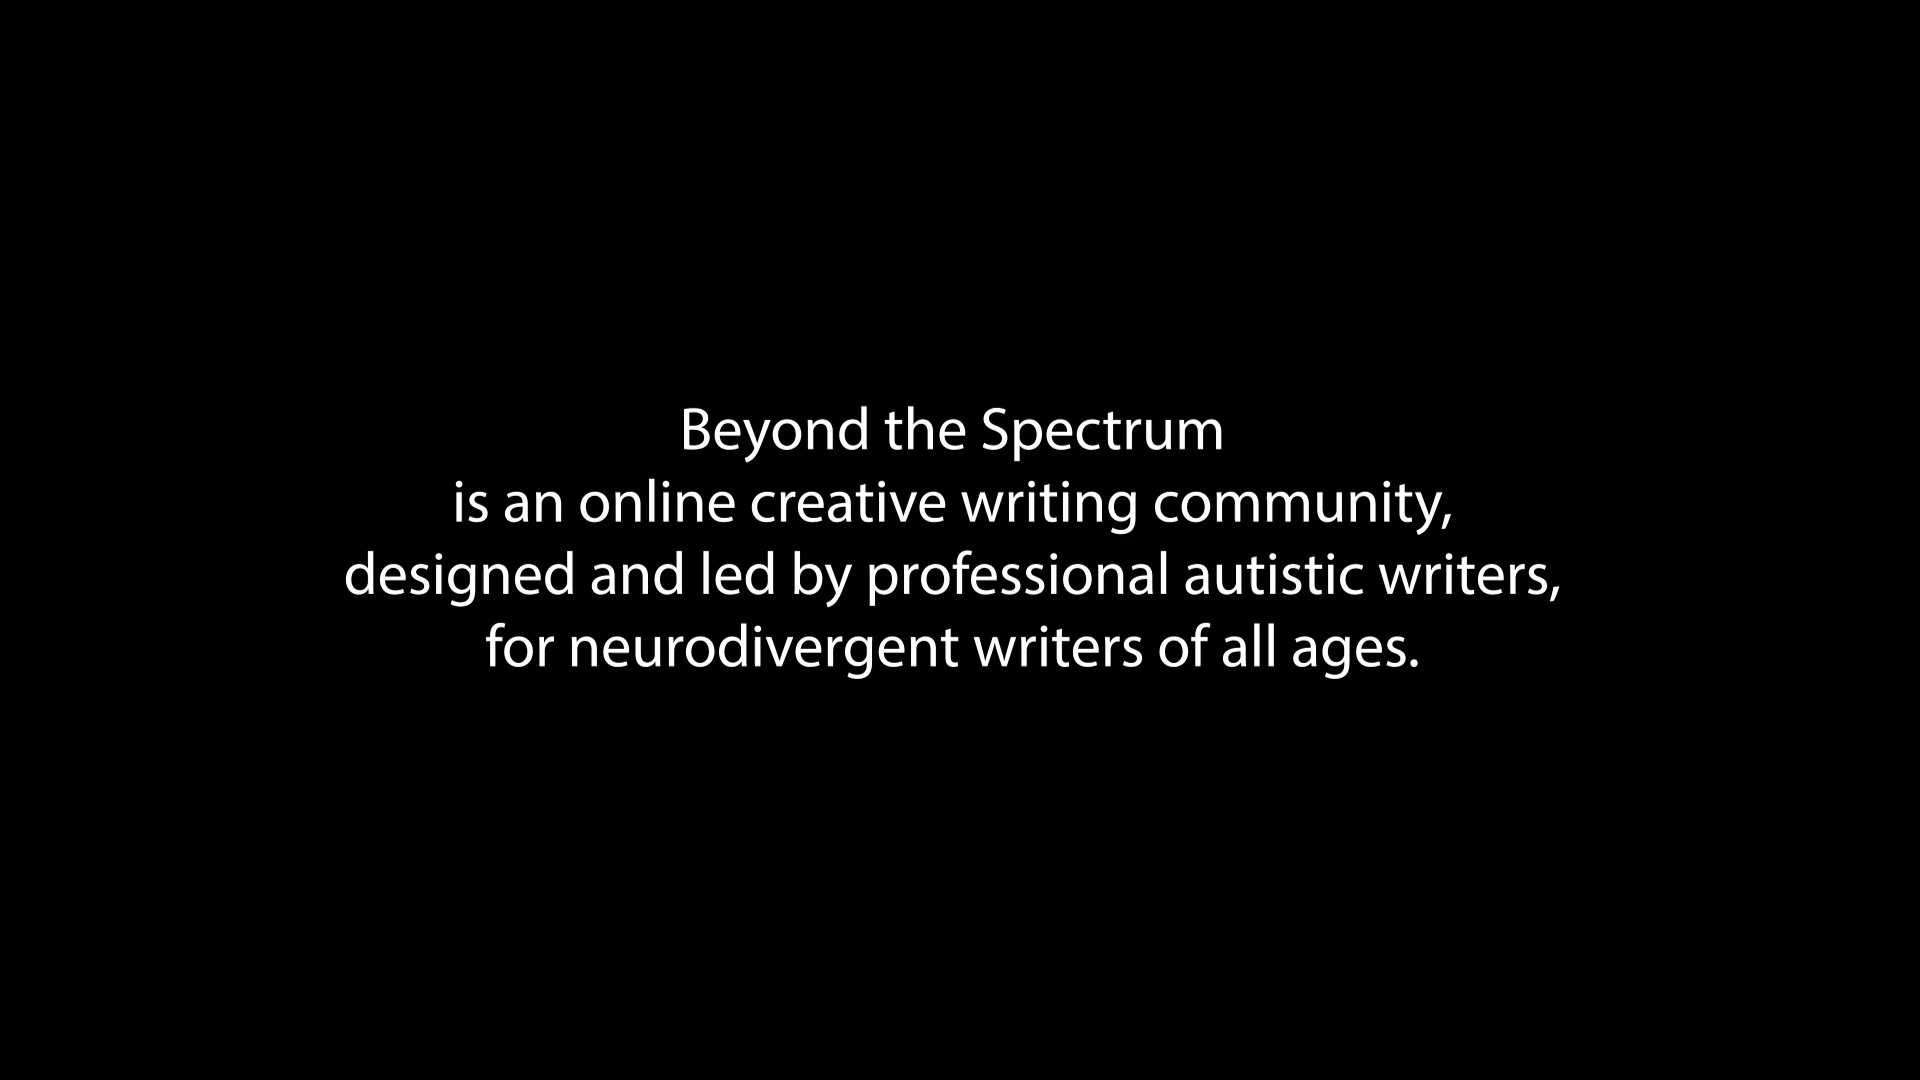 Beyond the Spectrum
is an online creative writing community,
designed and led by professional autistic writers,
for neurodivergent writers of all ages.